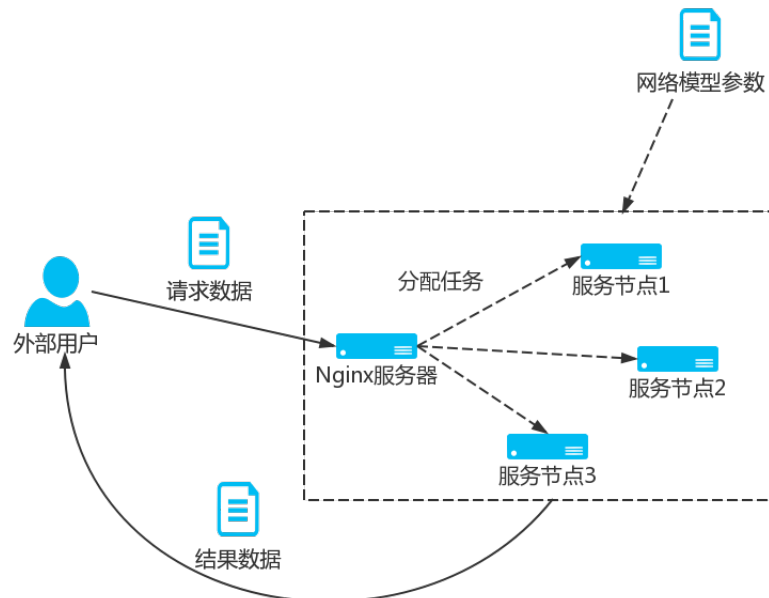 网络模型参数
请求数据
分配任务
服务节点1
外部用户
Nginx服务器
服务节点2
服务节点3
结果数据